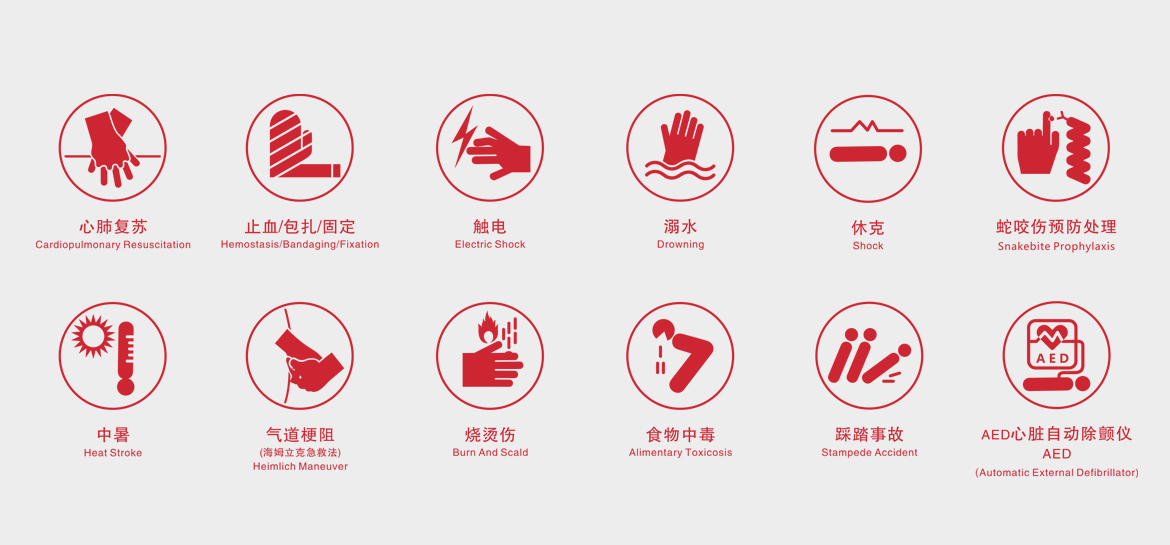 心肺复苏
Cardiopulmonary Resuscitation
止血/包扎/固定
Hemostasis/Bandaging/Fixation
触电
Electric Shock
溺水
Drowning
休克
Shock
蛇咬伤预防处理
Snakebite Prophylaxis
中暑
Heat Stroke
气道梗阻
(海姆立克急救法)
Heimlich Maneuver
烧烫伤
Burn And Scald
食物中毒
Alimentary Toxicosis
踩踏事故
Stampede Accident
AED
AED心脏自动除颤仪
AED
(Automatic External Defibrillator)